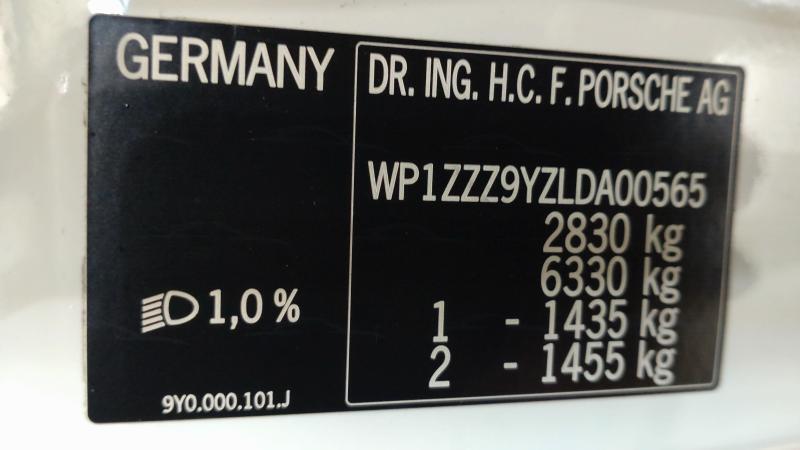 GERMANY
DR. ING. H.C. F. PORSCHE AG
WP1ZZZ9YZLDA00565
2830 kg
6330 kg
1 - 1435 kg
2 - 1455 kg
1,0 %
9Y0.000.101.J